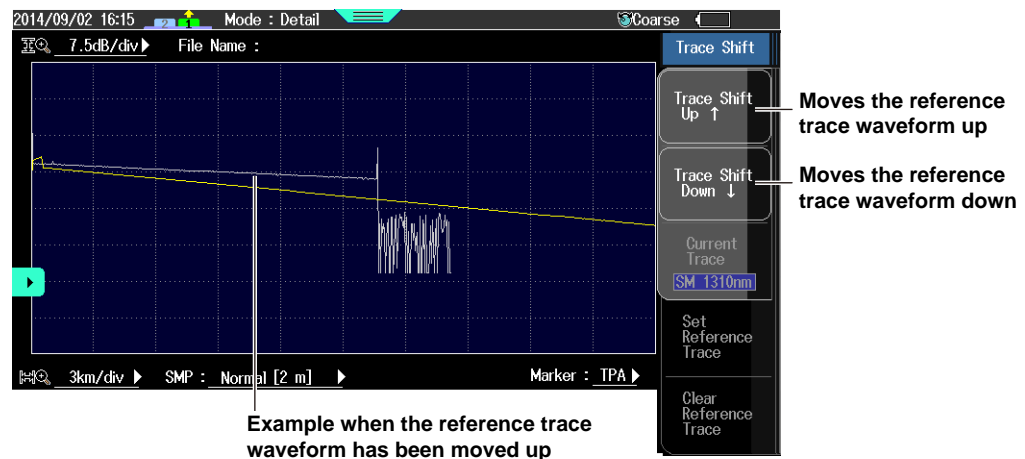 2014/09/02 16:15 2 1 Mode : Detail Coarse
7.5dB/div File Name :
Trace Shift
Trace Shift
Up ↑
Moves the reference
trace waveform up
Trace Shift
Down ↓
Moves the reference
trace waveform down
Current
Trace
SM 1310nm
Set
Reference
Trace
3km/div SMP : Normal [2 m] Marker : TPA
Clear
Reference
Trace
Example when the reference trace
waveform has been moved up